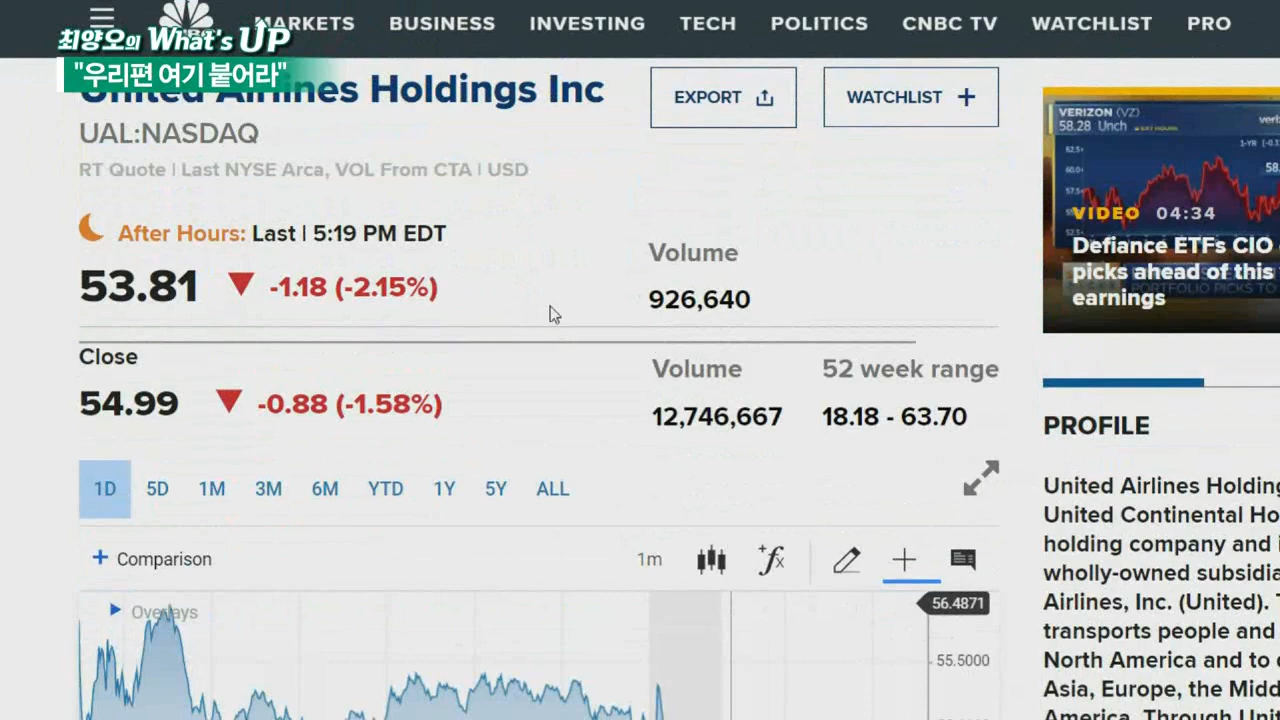 MARKETS BUSINESS INVESTING TECH POLITICS CNBC TV WATCHLIST PRO
최양오의 What's UP
"우리편 여기 붙어라"
United Airlines Holdings Inc
EXPORT
WATCHLIST +
UAL:NASDAQ
RT Quote | Last NYSE Arca, VOL From CTA | USD
After Hours: Last | 5:19 PM EDT
53.81 ▼ -1.18 (-2.15%)
Volume
926,640
Close
54.99 ▼ -0.88 (-1.58%)
Volume
12,746,667
52 week range
18.18 - 63.70
1D 5D 1M 3M 6M YTD 1Y 5Y ALL
+ Comparison
1m
Overlays
56.4871
55.5000
VERIZON (VZ)
58.28 Unch
VIDEO 04:34
Defiance ETFs CIO
picks ahead of this
earnings
PROFILE
United Airlines Holding
United Continental Ho
holding company and i
wholly-owned subsidia
Airlines, Inc. (United). T
transports people and
North America and to d
Asia, Europe, the Middl
America. Through Unit